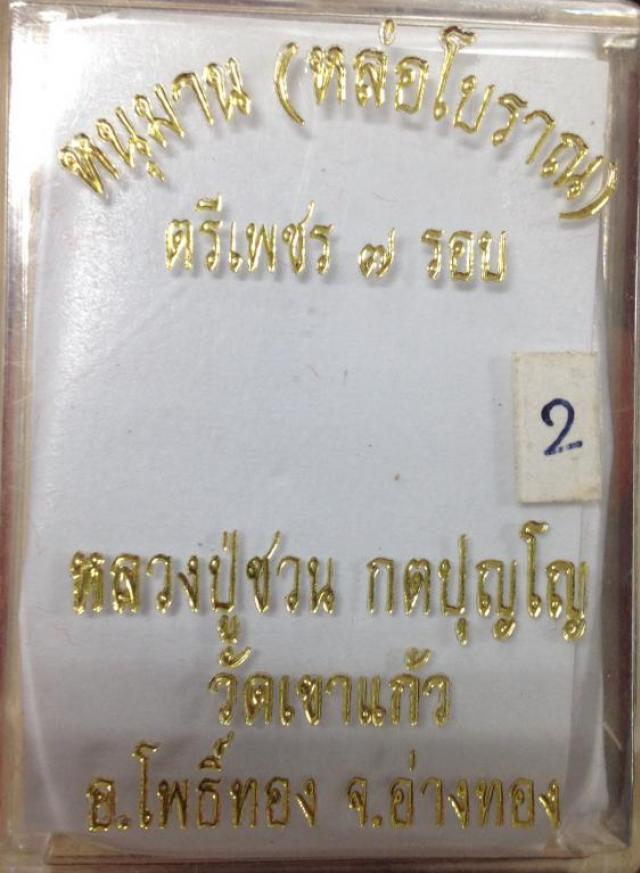 หนุมาน (หล่อโบราณ)
ตรีเพชร ๗ รอบ
2
หลวงปู่ชวน กตปุญฺโญ
วัดเขาแก้ว
อ.โพธิ์ทอง จ.อ่างทอง